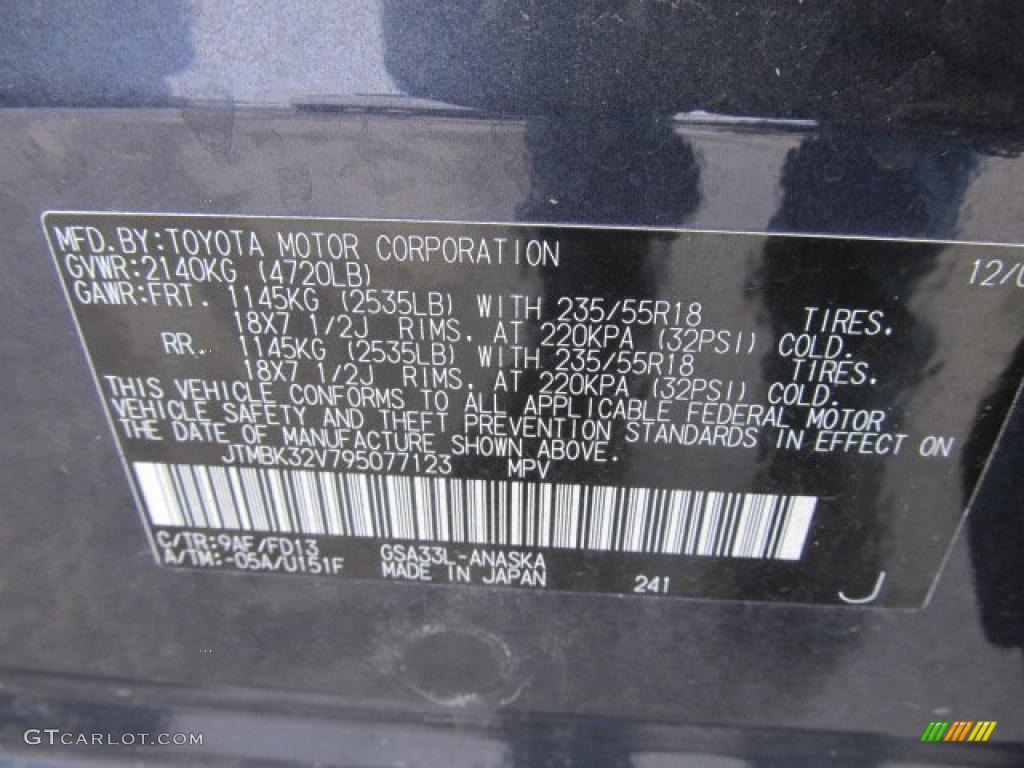 MFD.BY:TOYOTA MOTOR CORPORATION
12/0
GVWR:2140KG (4720LB)
GAWR:FRT. 1145KG (2535LB) WITH 235/55R18 TIRES.
18X7 1/2J RIMS, AT 220KPA (32PSI) COLD.
RR. 1145KG (2535LB) WITH 235/55R18 TIRES.
18X7 1/2J RIMS, AT 220KPA (32PSI) COLD.
THIS VEHICLE CONFORMS TO ALL APPLICABLE FEDERAL MOTOR
VEHICLE SAFETY AND THEFT PREVENTION STANDARDS IN EFFECT ON
THE DATE OF MANUFACTURE SHOWN ABOVE.
JTMBK32V795077123 MPV
C/TR:9AF/FD13 GSA33L-ANASKA
A/TM:-05A/U151F MADE IN JAPAN 241 J
GTCARLOT.COM